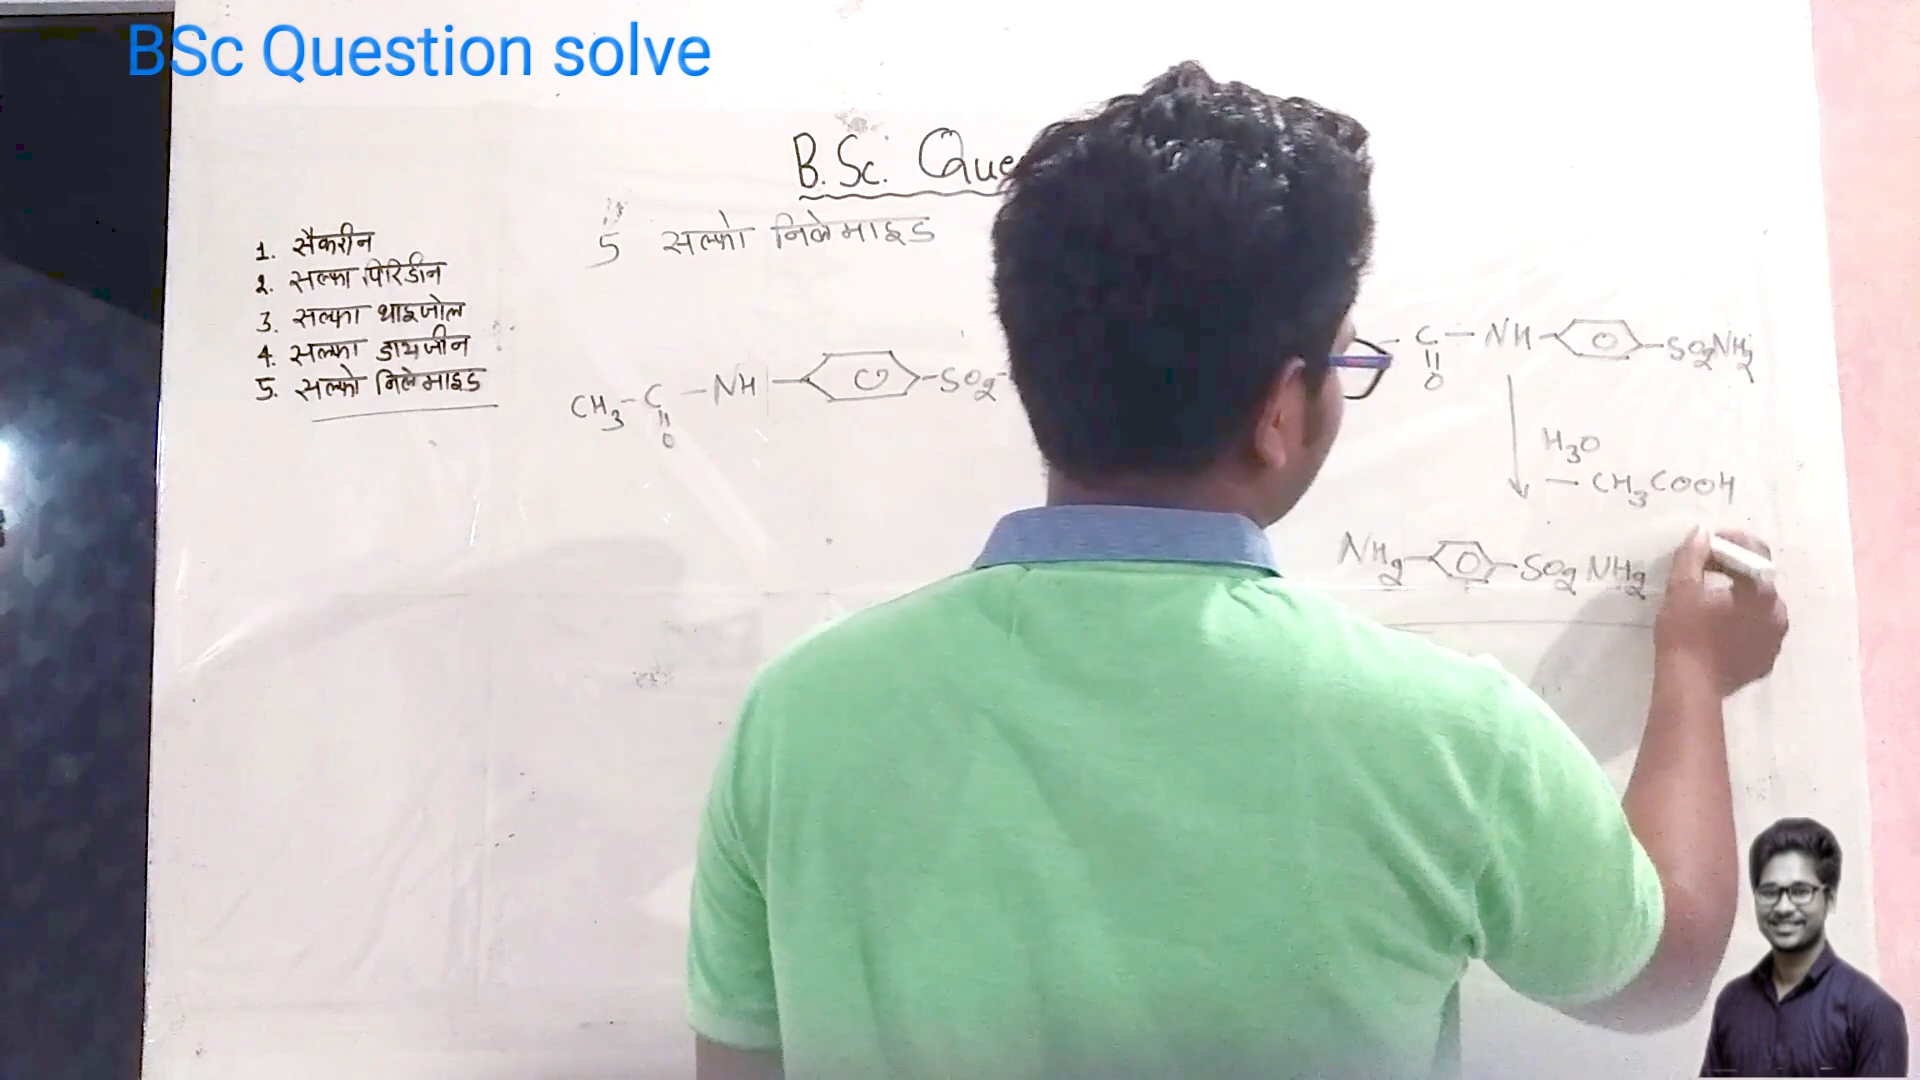 BSc Question solve
B.Sc. Que
5 सल्फो निलेमाइड
1. सैकरीन
2. सल्फा पिरिडीन
3. सल्फा थाइजोल
4. सल्फा डायजीन
5. सल्फो निलेमाइड
CH3-C-NH-SO2-
O
-C-NH-SO2NH2
O
H3O
-CH3COOH
NH2-SO2NH2